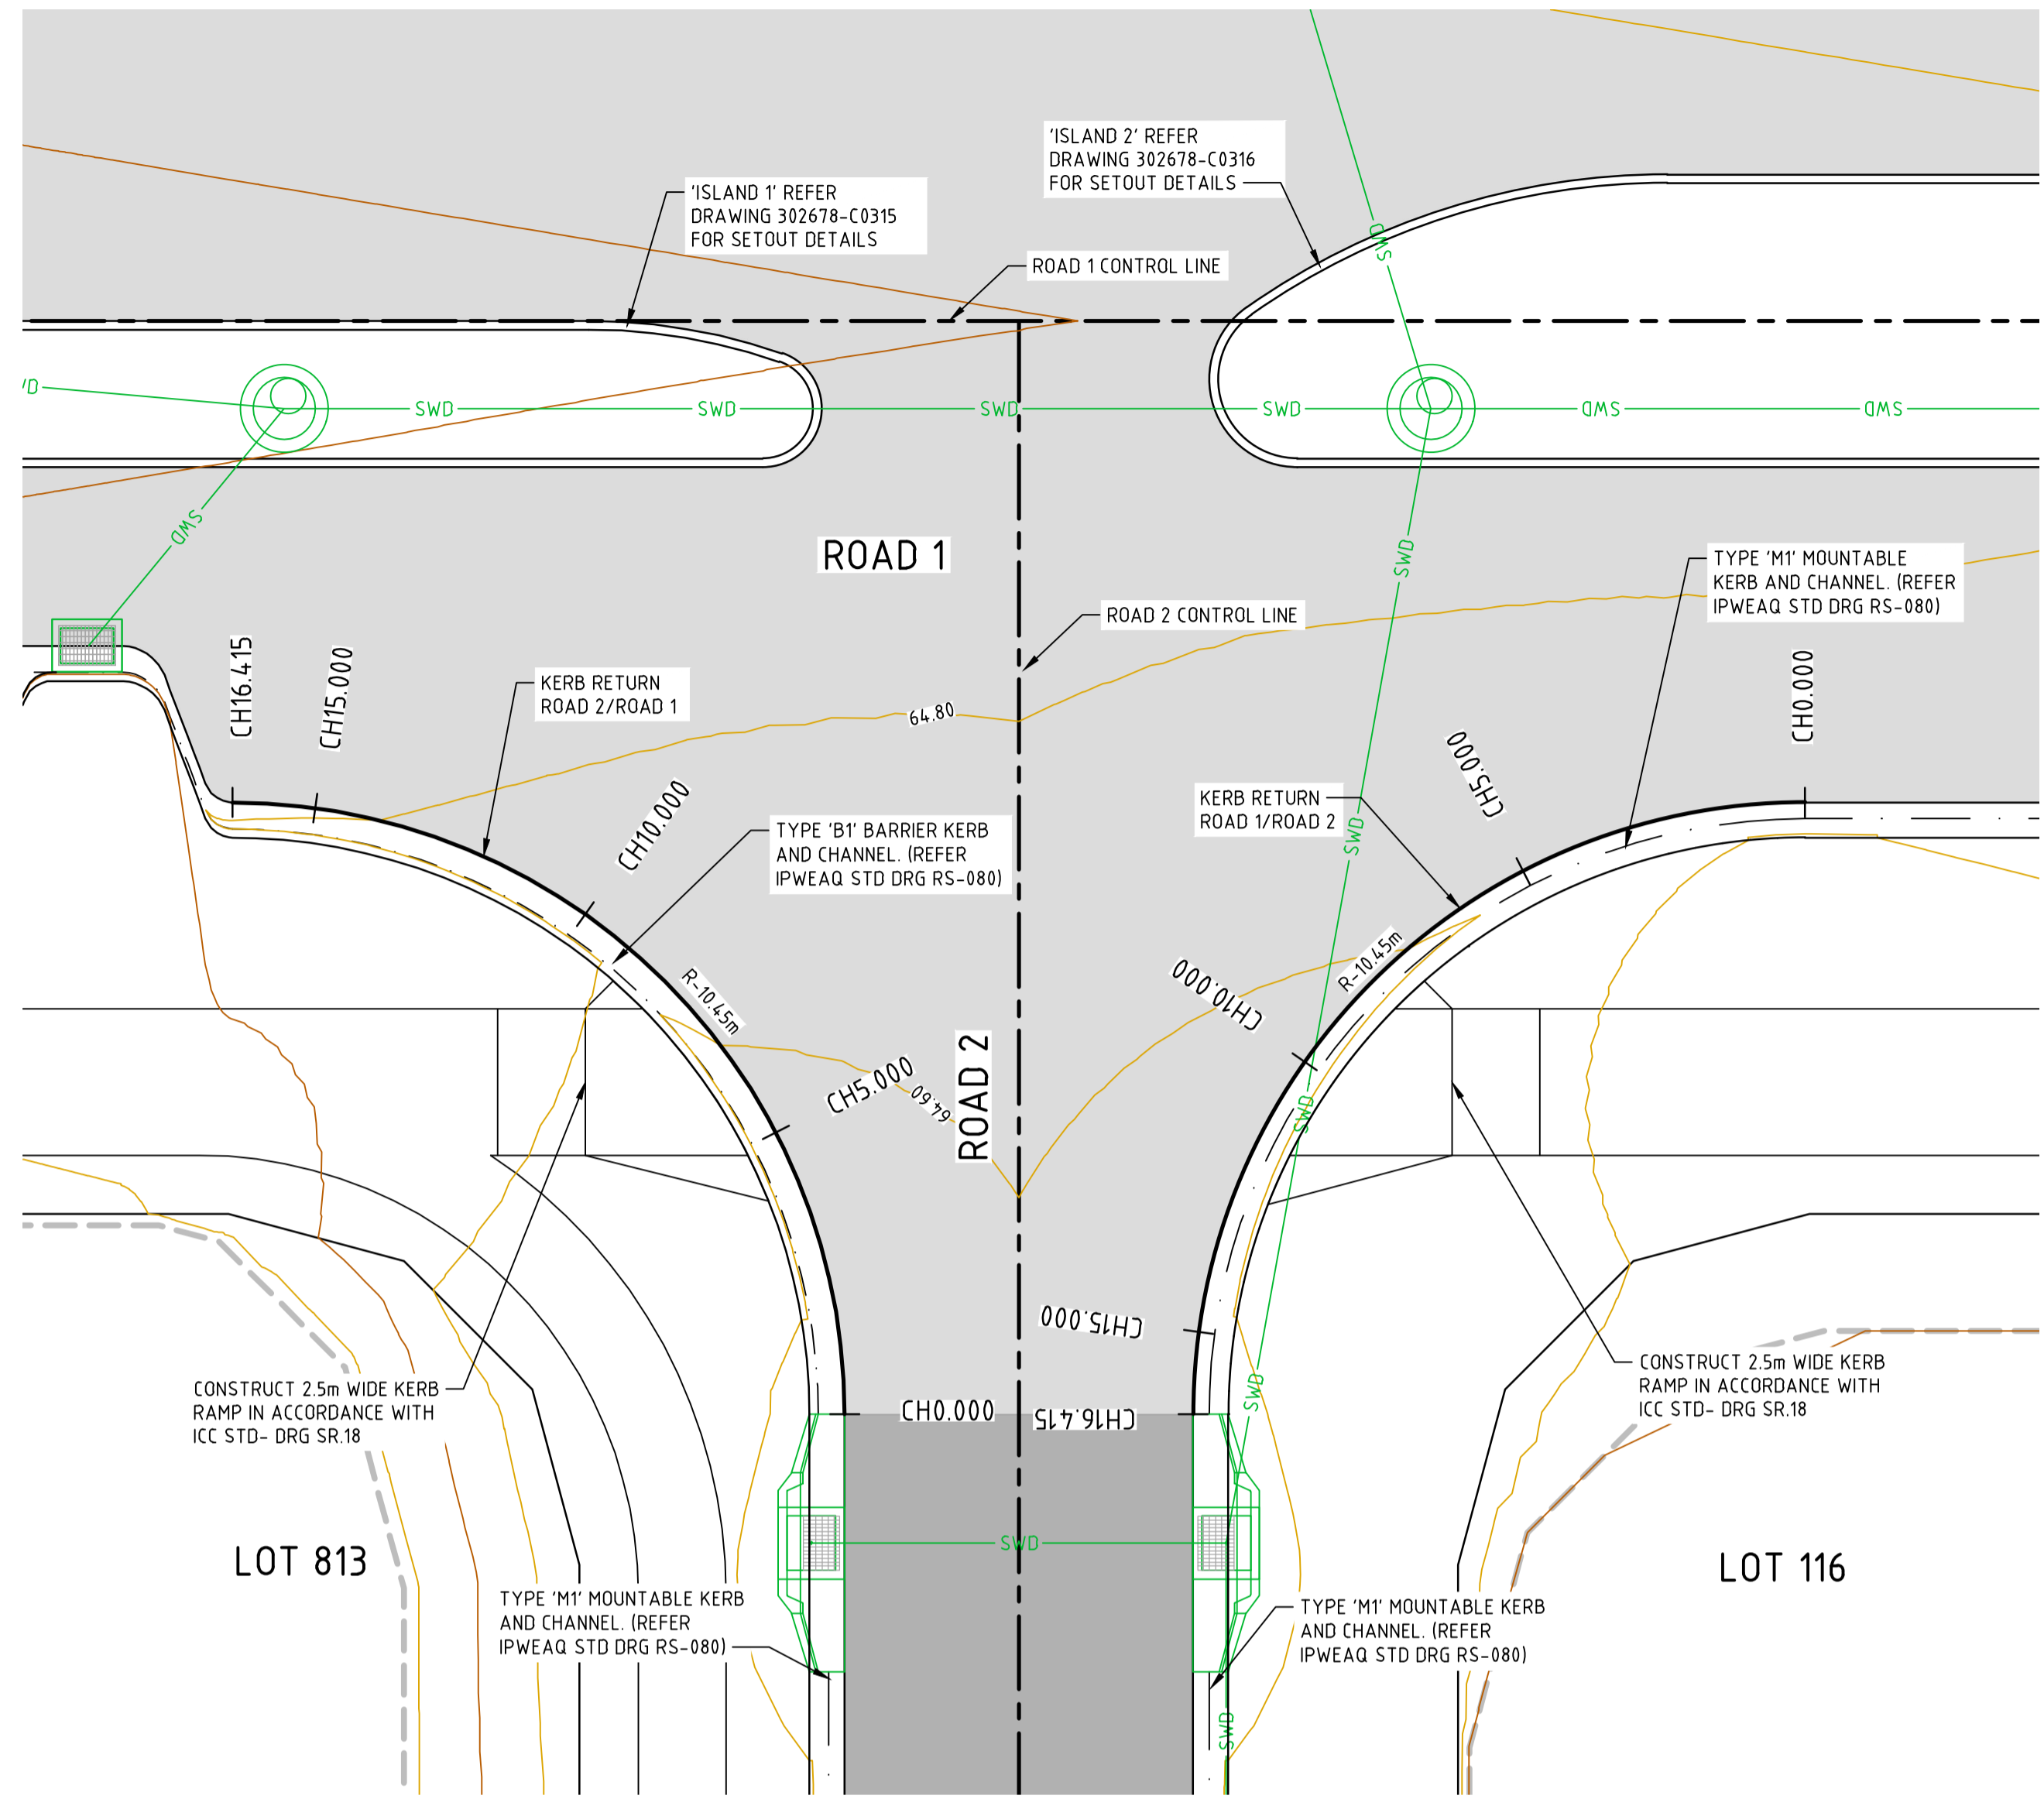 'ISLAND 2' REFER
DRAWING 302678-C0316
FOR SETOUT DETAILS
'ISLAND 1' REFER
DRAWING 302678-C0315
FOR SETOUT DETAILS
SWD
ROAD 1 CONTROL LINE
SWD
SWD
SWD
SWD
SWD
SWD
SWD
ROAD 1
SWD
TYPE 'M1' MOUNTABLE
KERB AND CHANNEL. (REFER
IPWEAQ STD DRG RS-080)
ROAD 2 CONTROL LINE
CH16.415
CH15.000
KERB RETURN
ROAD 2/ROAD 1
64.80
CH0.000
CH5.000
CH10.000
KERB RETURN
ROAD 1/ROAD 2
SWD
TYPE 'B1' BARRIER KERB
AND CHANNEL. (REFER
IPWEAQ STD DRG RS-080)
R-10.45m
R-10.45m
CH10.000
CH5.000
64.60
ROAD 2
SWD
CH15.000
CONSTRUCT 2.5m WIDE KERB
RAMP IN ACCORDANCE WITH
ICC STD- DRG SR.18
CH0.000
CH16.415
SWD
CONSTRUCT 2.5m WIDE KERB
RAMP IN ACCORDANCE WITH
ICC STD- DRG SR.18
SWD
LOT 813
LOT 116
TYPE 'M1' MOUNTABLE KERB
AND CHANNEL. (REFER
IPWEAQ STD DRG RS-080)
TYPE 'M1' MOUNTABLE KERB
AND CHANNEL. (REFER
IPWEAQ STD DRG RS-080)
SWD